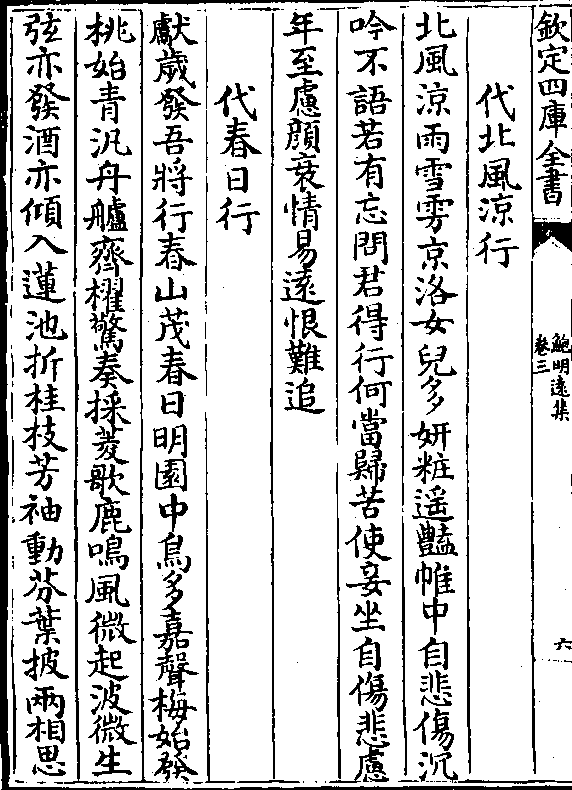 欽定四庫全書
鮑明遠集
卷三
六
代北風涼行
北風涼雨雪雱京洛女兒多妍粧遥豔帷中自悲傷沉
吟不語若有忘問君得行何當歸苦使妾坐自傷悲慮
年至慮顔衰情易遠恨難追
代春日行
獻歲發吾將行春山茂春日明園中鳥多嘉聲梅始發
桃始青汎舟艫齊櫂驚奏採菱歌鹿鳴風微起波微生
弦亦發酒亦傾入蓮池折桂枝芳袖動芬葉披兩相思